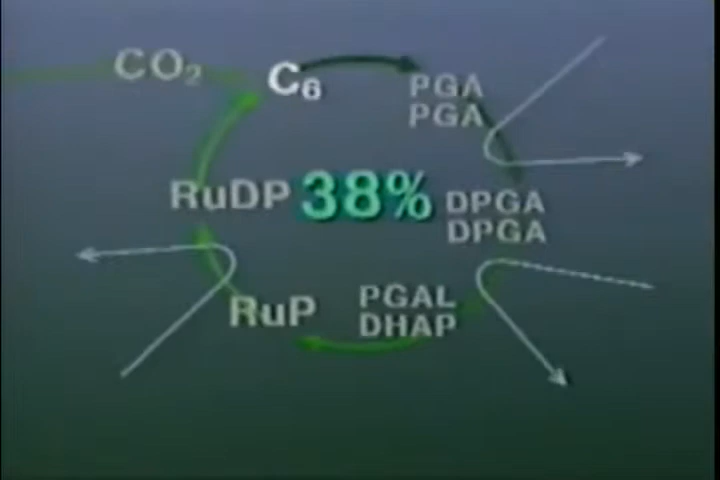 CO₂
C₆
PGA
PGA
RuDP
38%
DPGA
DPGA
RuP
PGAL
DHAP